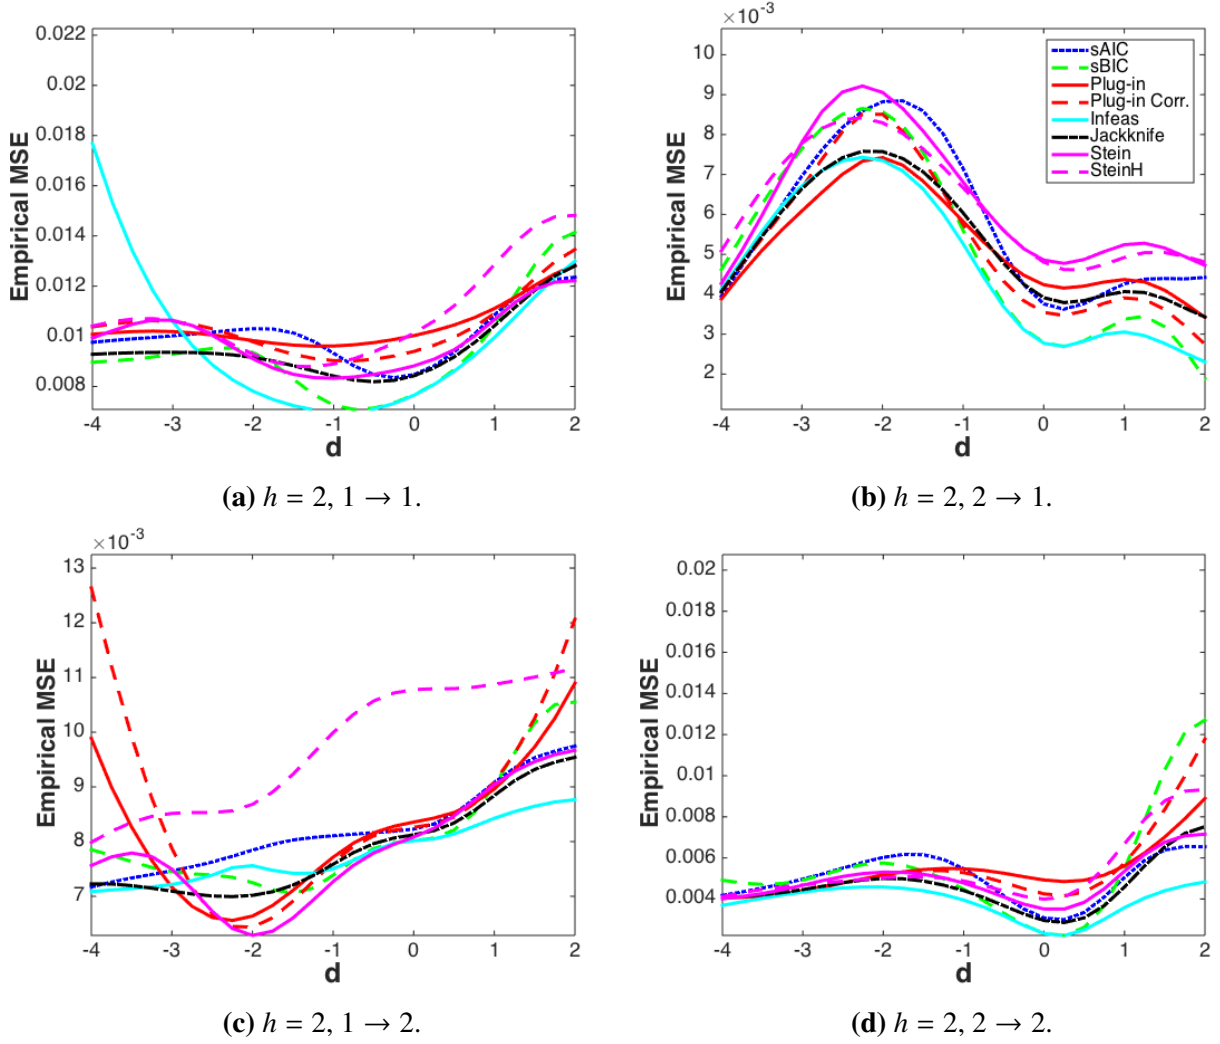 0.022
0.02
0.018
0.016
0.014
0.012
0.01
0.008
Empirical MSE
-4 -3 -2 -1 0 1 2
d
(a) h = 2, 1 → 1.
×10⁻³
10
9
8
7
6
5
4
3
2
Empirical MSE
sAIC
sBIC
Plug-in
Plug-in Corr.
Infeas
Jackknife
Stein
SteinH
-4 -3 -2 -1 0 1 2
d
(b) h = 2, 2 → 1.
×10⁻³
13
12
11
10
9
8
7
Empirical MSE
-4 -3 -2 -1 0 1 2
d
(c) h = 2, 1 → 2.
0.02
0.018
0.016
0.014
0.012
0.01
0.008
0.006
0.004
Empirical MSE
-4 -3 -2 -1 0 1 2
d
(d) h = 2, 2 → 2.